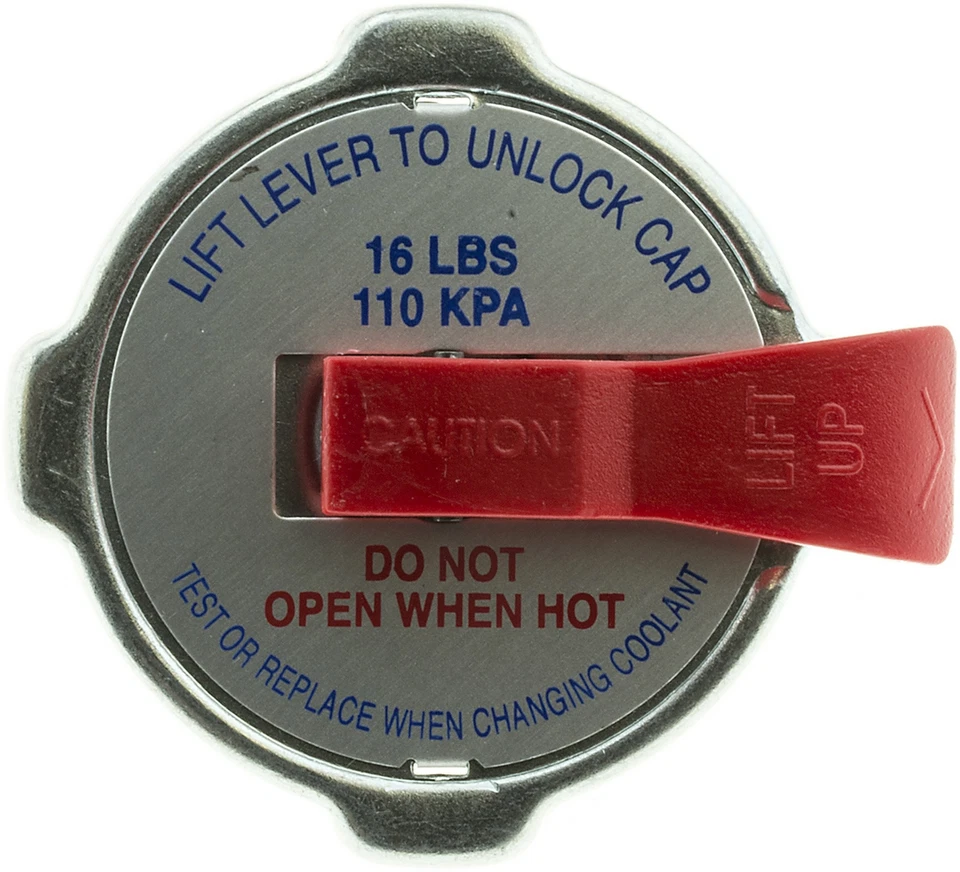 LIFT LEVER TO UNLOCK CAP
16 LBS
110 KPA
CAUTION
LIFT
UP
DO NOT
OPEN WHEN HOT
TEST OR REPLACE WHEN CHANGING COOLANT